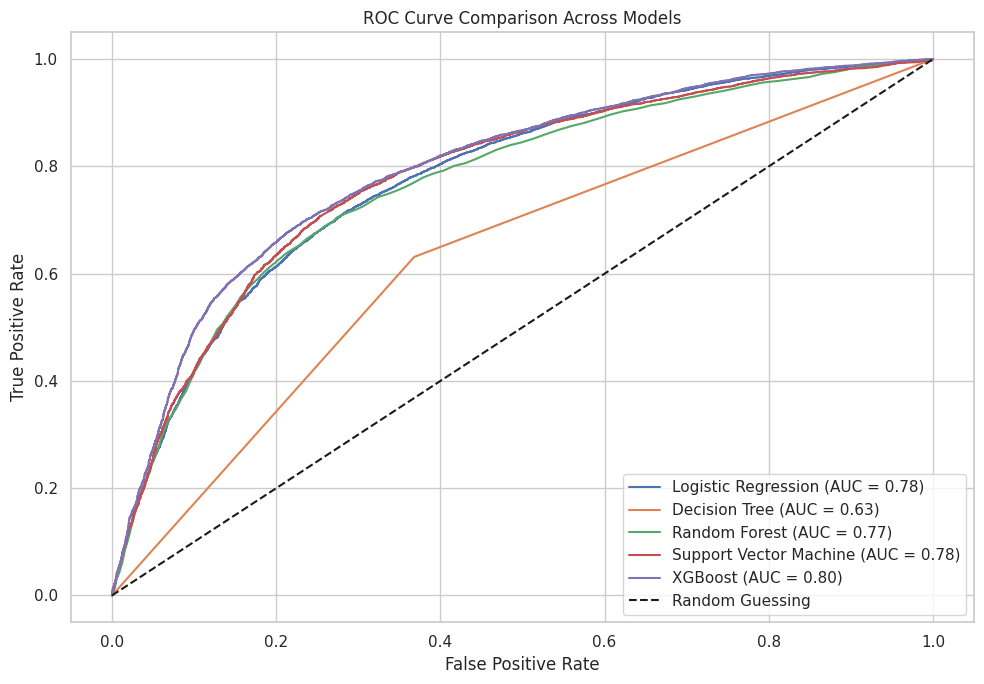 ROC Curve Comparison Across Models
True Positive Rate
1.0
0.8
0.6
0.4
0.2
0.0
0.0 0.2 0.4 0.6 0.8 1.0
False Positive Rate
Logistic Regression (AUC = 0.78)
Decision Tree (AUC = 0.63)
Random Forest (AUC = 0.77)
Support Vector Machine (AUC = 0.78)
XGBoost (AUC = 0.80)
Random Guessing